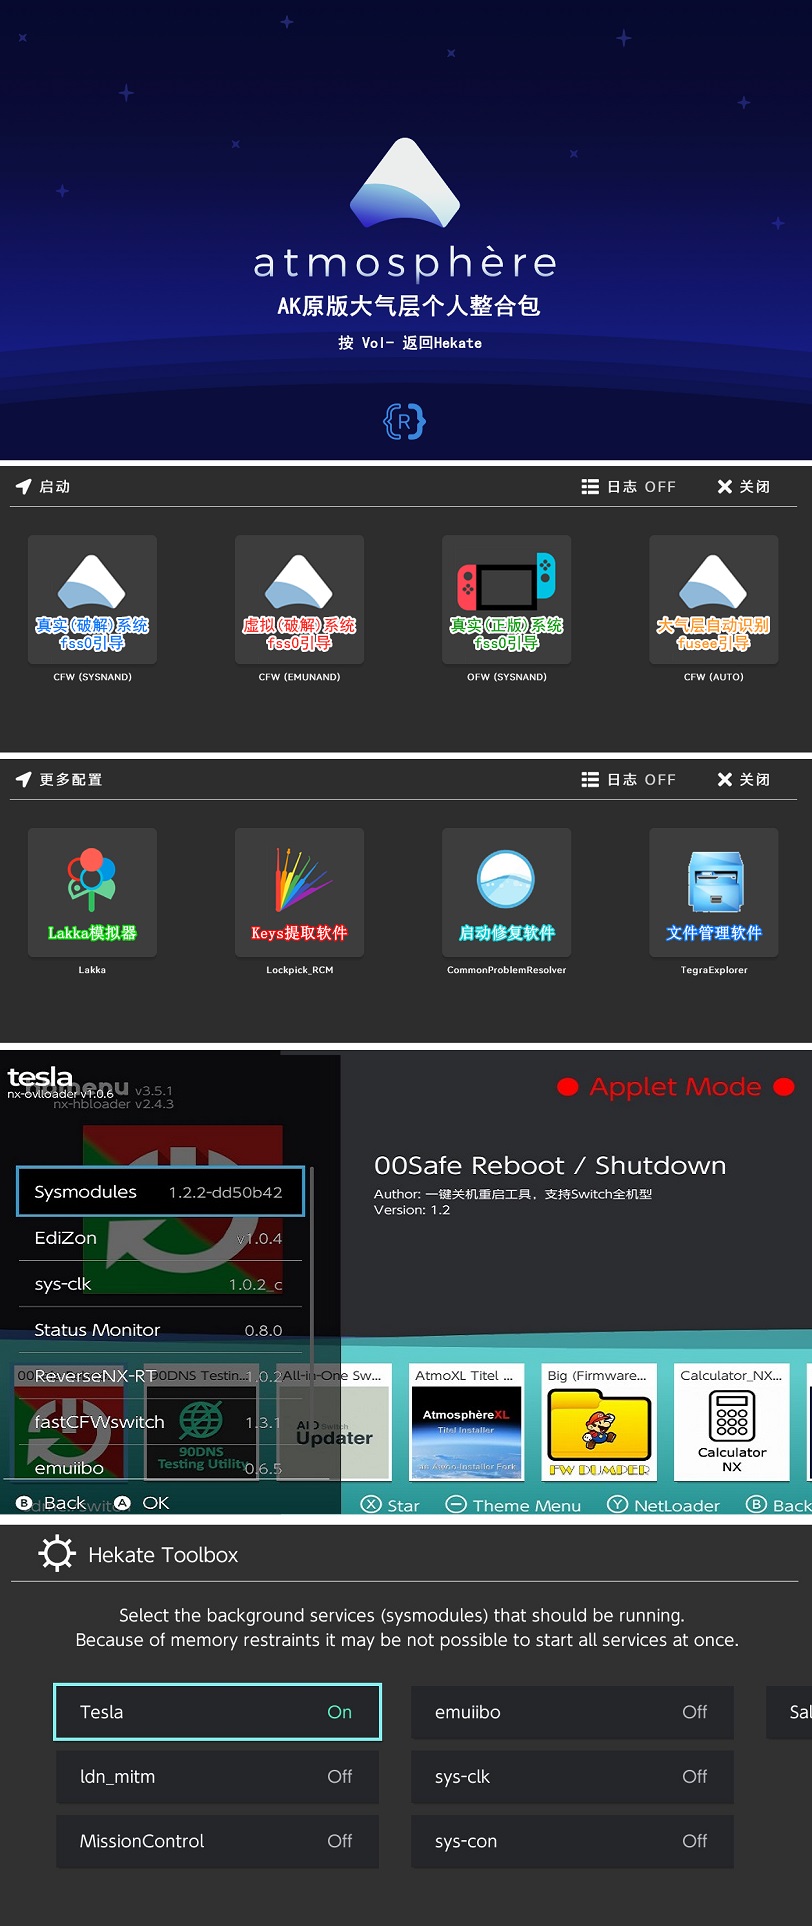 atmosphère
AK原版大气层个人整合包
按 Vol- 返回Hekate
{R}
启动
日志 OFF
关闭
真实(破解)系统
fss0引导
CFW (SYSNAND)
虚拟(破解)系统
fss0引导
CFW (EMUNAND)
真实(正版)系统
fss0引导
OFW (SYSNAND)
大气层自动识别
fusee引导
CFW (AUTO)
更多配置
日志 OFF
关闭
Lakka模拟器
Lakka
Keys提取软件
Lockpick_RCM
启动修复软件
CommonProblemResolver
文件管理软件
TegraExplorer
tesla
nx-ovlloader v1.0.6
v3.5.1
nx-hbloader v2.4.3
Applet Mode
00Safe Reboot / Shutdown
Author: 一键关机重启工具，支持Switch全机型
Version: 1.2
Sysmodules 1.2.2-dd50b42
EdiZon v1.0.4
sys-clk 1.0.2_c
Status Monitor 0.8.0
ReverseNX-RT 1.0.2
fastCFWswitch 1.3.1
emuiibo 0.6.5
90DNS Testin...
90DNS
Testing Utility
All-in-One Sw...
AIO Switch
Updater
AtmoXL Titel ...
AtmosphèreXL
Titel Installer
An Awoo Installer Fork
Big (Firmware...
FW DUMPER
Calculator_NX...
Calculator
NX
B Back
A OK
X Star
Theme Menu
Y NetLoader
B Back
Hekate Toolbox
Select the background services (sysmodules) that should be running.
Because of memory restraints it may be not possible to start all services at once.
Tesla On
emuiibo Off
Sal
ldn_mitm Off
sys-clk Off
MissionControl Off
sys-con Off